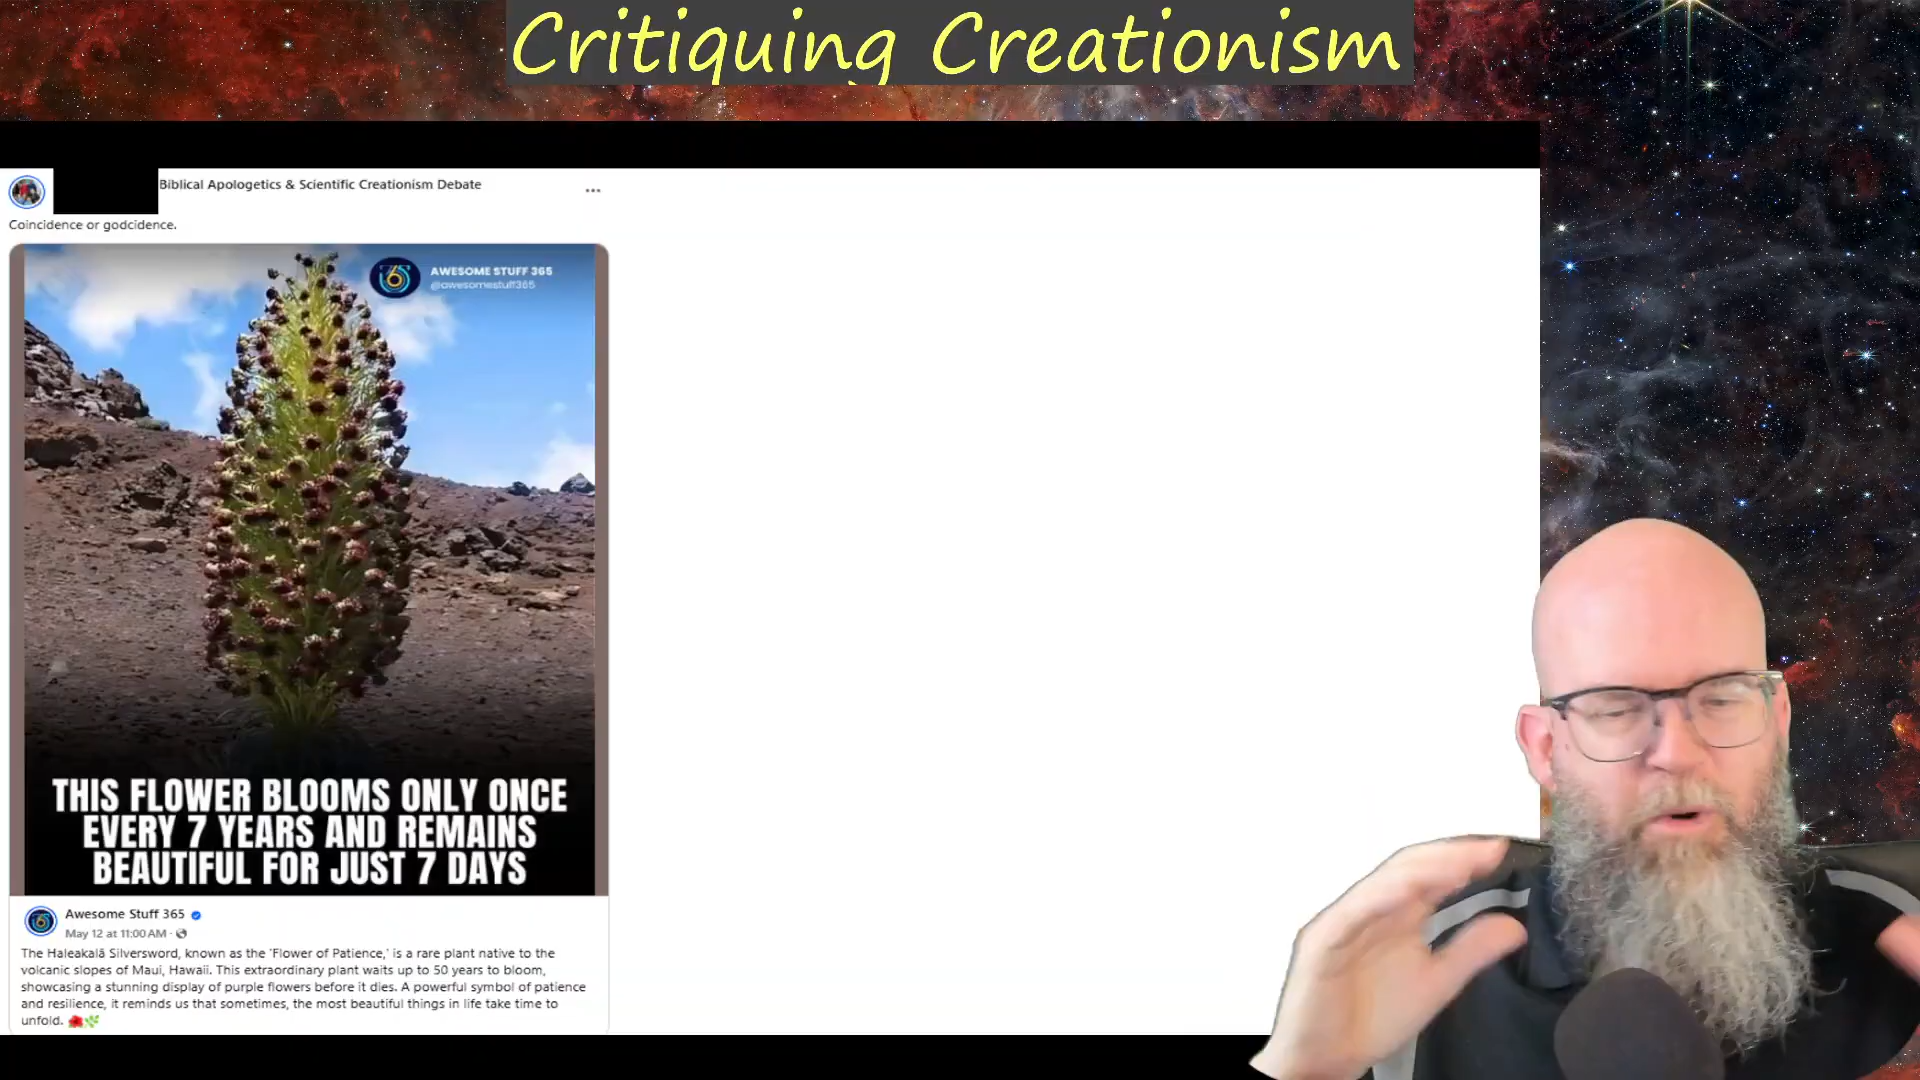 Critiquing Creationism
Biblical Apologetics & Scientific Creationism Debate
Coincidence or godcidence.
365
AWESOME STUFF 365
@awesomestuff365
THIS FLOWER BLOOMS ONLY ONCE
EVERY 7 YEARS AND REMAINS
BEAUTIFUL FOR JUST 7 DAYS
Awesome Stuff 365
May 12 at 11:00 AM ·
The Haleakalā Silversword, known as the 'Flower of Patience,' is a rare plant native to the
volcanic slopes of Maui, Hawaii. This extraordinary plant waits up to 50 years to bloom,
showcasing a stunning display of purple flowers before it dies. A powerful symbol of patience
and resilience, it reminds us that sometimes, the most beautiful things in life take time to
unfold.